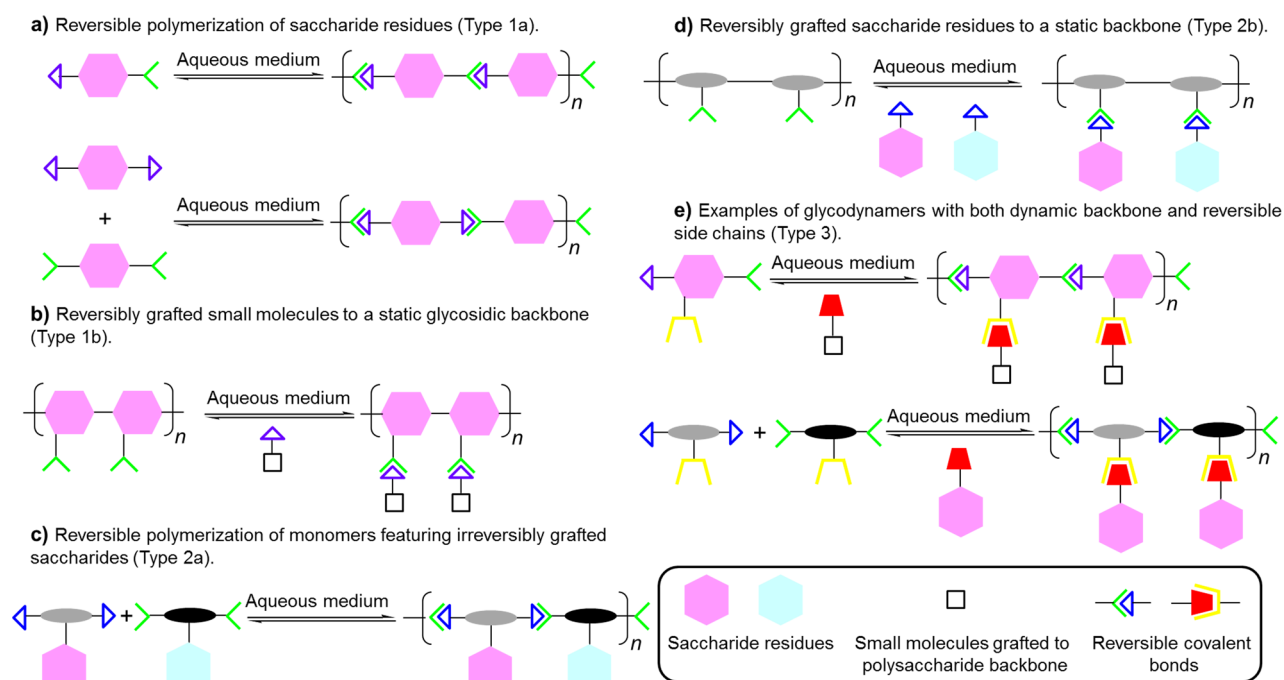 a) Reversible polymerization of saccharide residues (Type 1a).
Aqueous medium
n
+
Aqueous medium
n
b) Reversibly grafted small molecules to a static glycosidic backbone
(Type 1b).
n
Aqueous medium
n
c) Reversible polymerization of monomers featuring irreversibly grafted
saccharides (Type 2a).
+
Aqueous medium
n
d) Reversibly grafted saccharide residues to a static backbone (Type 2b).
n
Aqueous medium
n
e) Examples of glycodynamers with both dynamic backbone and reversible
side chains (Type 3).
Aqueous medium
n
+
Aqueous medium
n
Saccharide residues
Small molecules grafted to
polysaccharide backbone
Reversible covalent
bonds